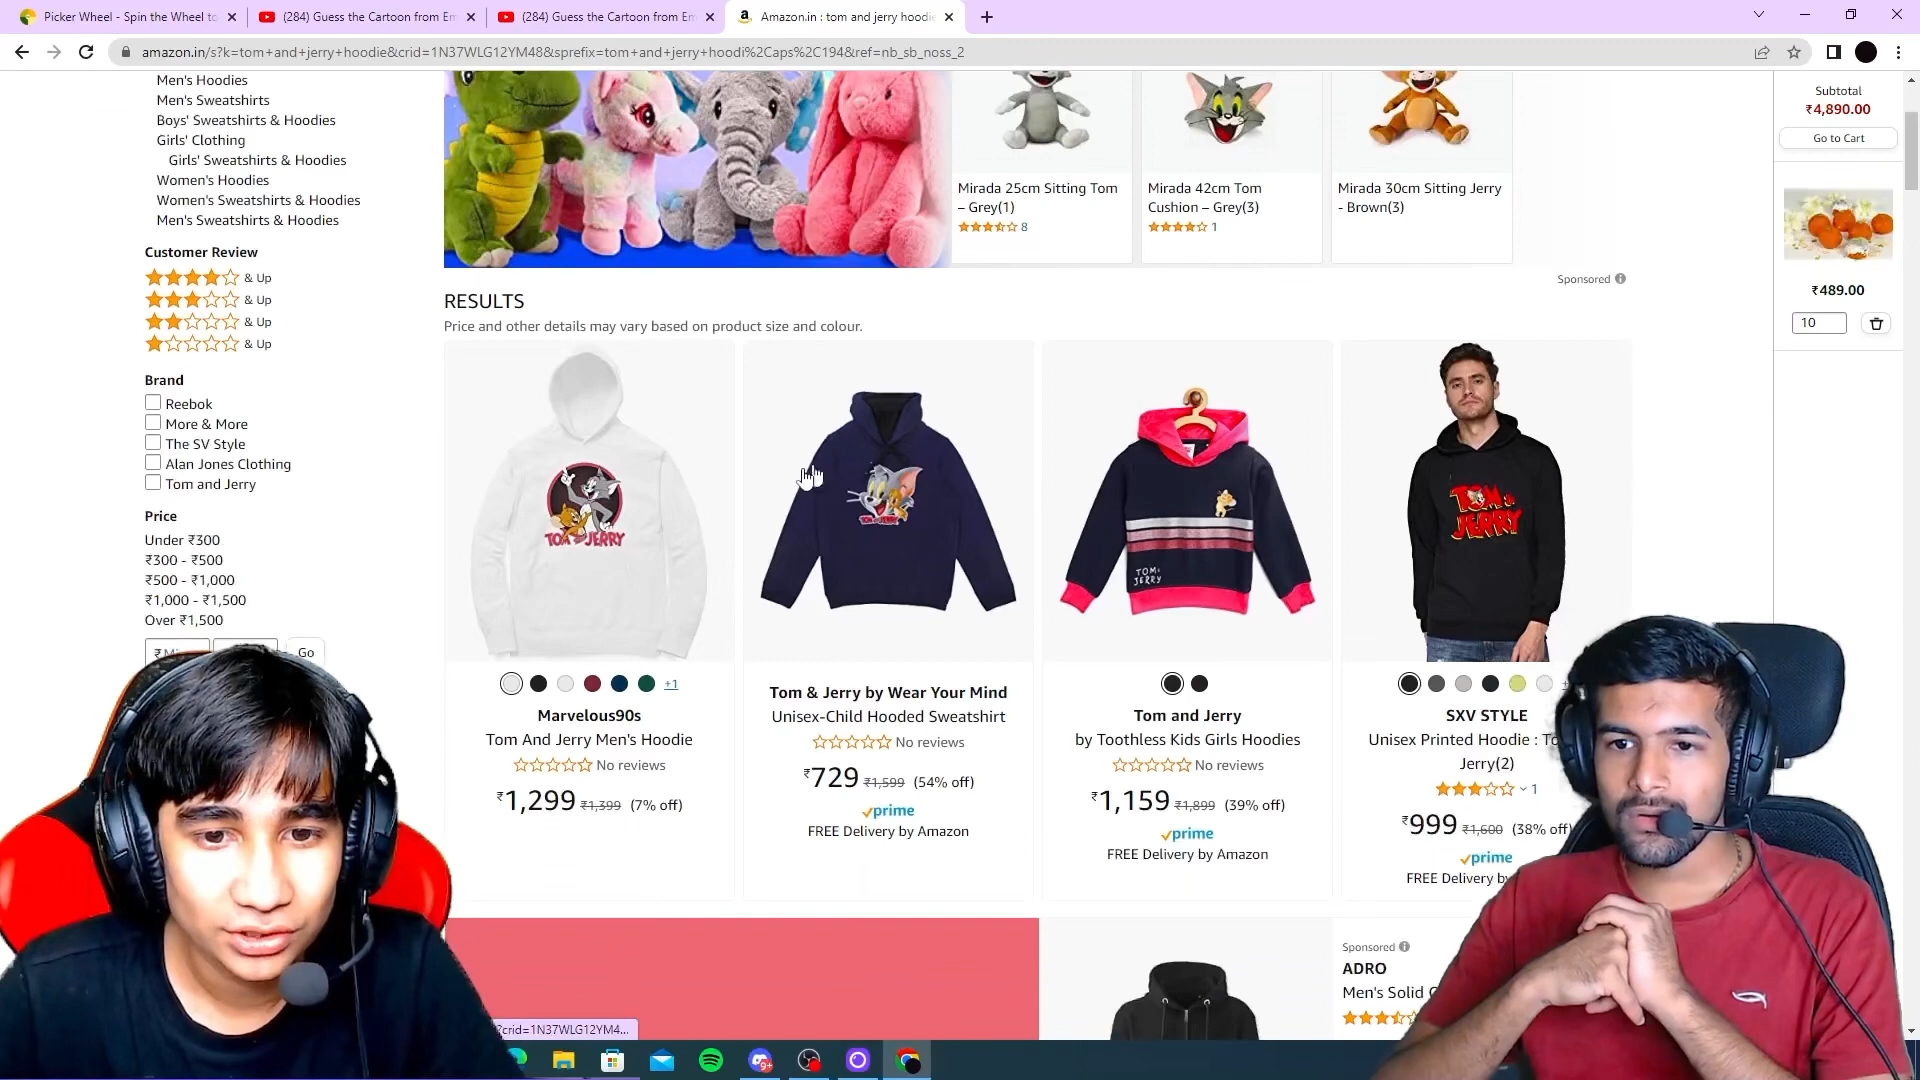 Picker Wheel - Spin the Wheel to
(284) Guess the Cartoon from Em
(284) Guess the Cartoon from Em
Amazon.in : tom and jerry hoodie
amazon.in/s?k=tom+and+jerry+hoodie&crid=1N37WLG12YM48&sprefix=tom+and+jerry+hoodi%2Caps%2C194&ref=nb_sb_noss_2
Men's Hoodies
Men's Sweatshirts
Boys' Sweatshirts & Hoodies
Girls' Clothing
Girls' Sweatshirts & Hoodies
Women's Hoodies
Women's Sweatshirts & Hoodies
Men's Sweatshirts & Hoodies
Customer Review
& Up
& Up
& Up
& Up
Brand
Reebok
More & More
The SV Style
Alan Jones Clothing
Tom and Jerry
Price
Under ₹300
₹300 - ₹500
₹500 - ₹1,000
₹1,000 - ₹1,500
Over ₹1,500
Go
Mirada 25cm Sitting Tom
– Grey(1)
8
Mirada 42cm Tom
Cushion – Grey(3)
1
Mirada 30cm Sitting Jerry
- Brown(3)
Sponsored
Subtotal
₹4,890.00
Go to Cart
₹489.00
10
RESULTS
Price and other details may vary based on product size and colour.
TOM and JERRY
TOM & JERRY
TOM & JERRY
+1
Marvelous90s
Tom And Jerry Men's Hoodie
No reviews
₹1,299 ₹1,399 (7% off)
Tom & Jerry by Wear Your Mind
Unisex-Child Hooded Sweatshirt
No reviews
₹729 ₹1,599 (54% off)
prime
FREE Delivery by Amazon
Tom and Jerry
by Toothless Kids Girls Hoodies
No reviews
₹1,159 ₹1,899 (39% off)
prime
FREE Delivery by Amazon
SXV STYLE
Unisex Printed Hoodie :
Jerry(2)
1
₹999 ₹1,600 (38% off)
prime
FREE Delivery by
Sponsored
ADRO
Men's Solid
?crid=1N37WLG12YM4...
9+